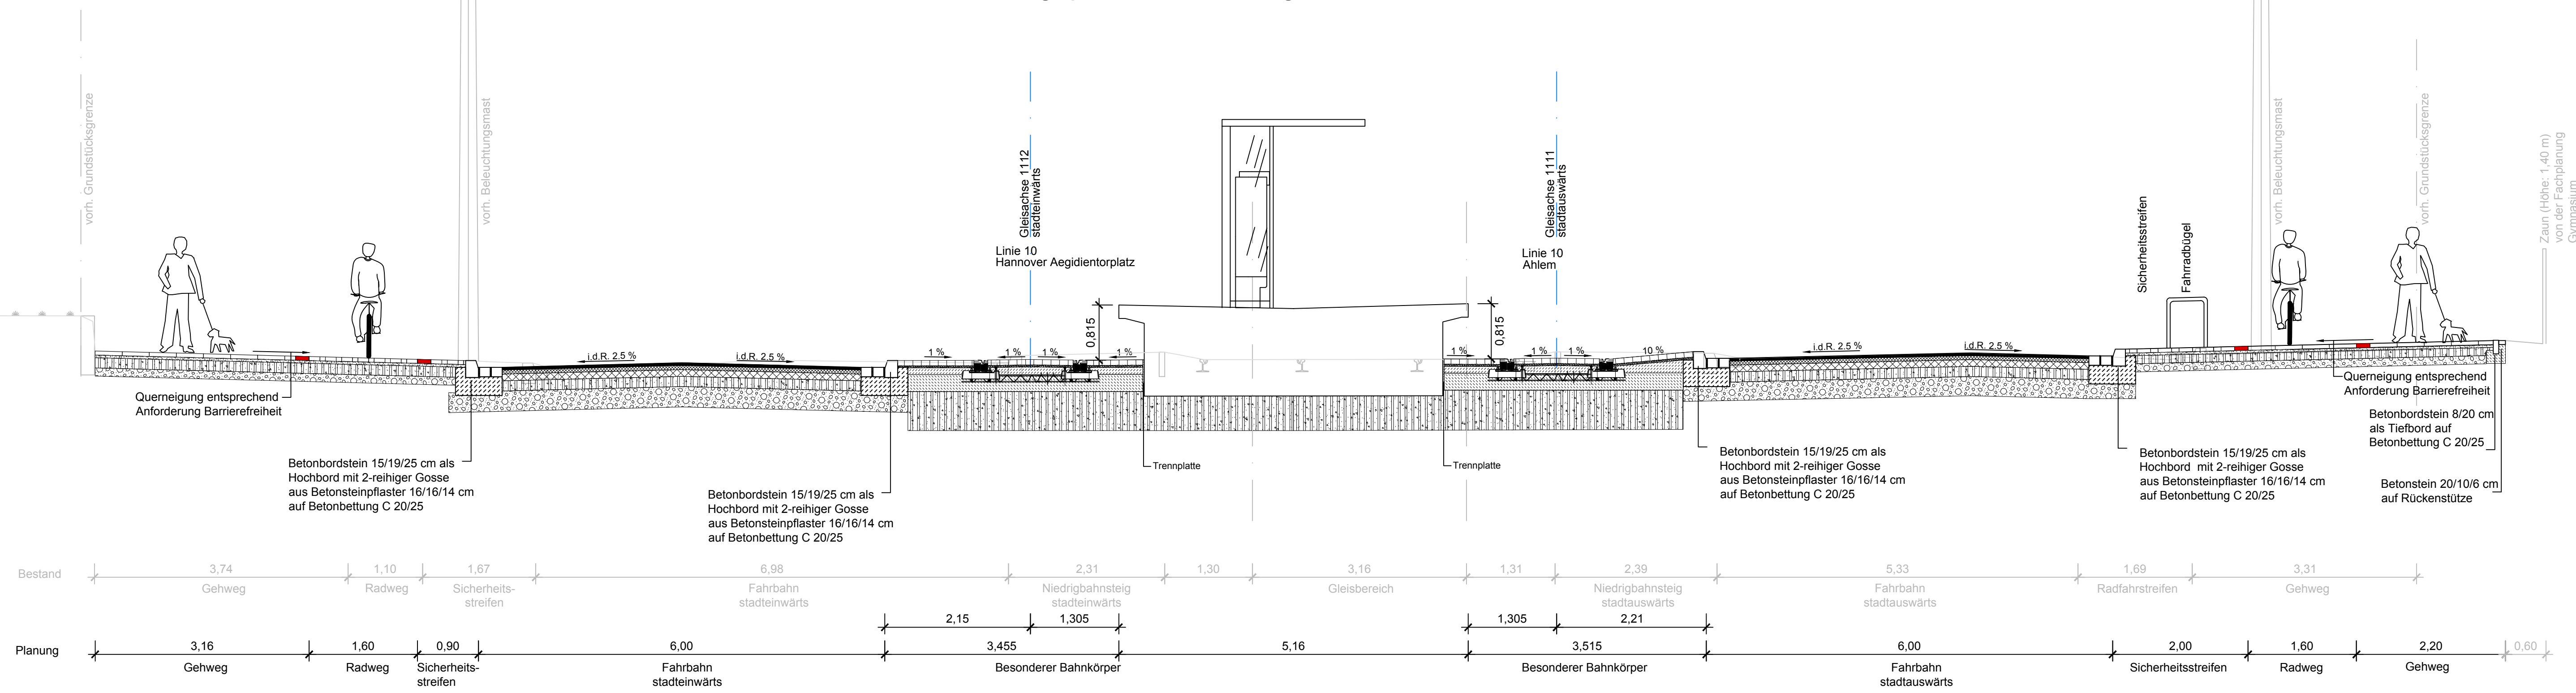 vorh. Grundstücksgrenze
vorh. Beleuchtungsmast
Gleisachse 1112
stadteinwärts
Linie 10
Hannover Aegidientorplatz
Gleisachse 1111
stadtauswärts
Linie 10
Ahlem
Sicherheitsstreifen
Fahrradbügel
vorh. Beleuchtungsmast
vorh. Grundstücksgrenze
Zaun (Höhe: 1,40 m)
von der Fachplanung
Gymnasium
0,815
0,815
i.d.R. 2.5 %
i.d.R. 2.5 %
1 %
1 %
1 %
1 %
1 %
1 %
1 %
10 %
i.d.R. 2.5 %
i.d.R. 2.5 %
Querneigung entsprechend
Anforderung Barrierefreiheit
Querneigung entsprechend
Anforderung Barrierefreiheit
Betonbordstein 8/20 cm
als Tiefbord auf
Betonbettung C 20/25
Betonbordstein 15/19/25 cm als
Hochbord mit 2-reihiger Gosse
aus Betonsteinpflaster 16/16/14 cm
auf Betonbettung C 20/25
Betonbordstein 15/19/25 cm als
Hochbord mit 2-reihiger Gosse
aus Betonsteinpflaster 16/16/14 cm
auf Betonbettung C 20/25
Trennplatte
Trennplatte
Betonbordstein 15/19/25 cm als
Hochbord mit 2-reihiger Gosse
aus Betonsteinpflaster 16/16/14 cm
auf Betonbettung C 20/25
Betonbordstein 15/19/25 cm als
Hochbord mit 2-reihiger Gosse
aus Betonsteinpflaster 16/16/14 cm
auf Betonbettung C 20/25
Betonstein 20/10/6 cm
auf Rückenstütze
Bestand 3,74 1,10 1,67 6,98 2,31 1,30 3,16 1,31 2,39 5,33 1,69 3,31
Gehweg Radweg Sicherheits- Fahrbahn Niedrigbahnsteig Gleisbereich Niedrigbahnsteig Fahrbahn Radfahrstreifen Gehweg
streifen stadteinwärts stadteinwärts stadtauswärts stadtauswärts
2,15 1,305 1,305 2,21
Planung 3,16 1,60 0,90 6,00 3,455 5,16 3,515 6,00 2,00 1,60 2,20 0,60
Gehweg Radweg Sicherheits- Fahrbahn Besonderer Bahnkörper Besonderer Bahnkörper Fahrbahn Sicherheitsstreifen Radweg Gehweg
streifen stadteinwärts stadtauswärts